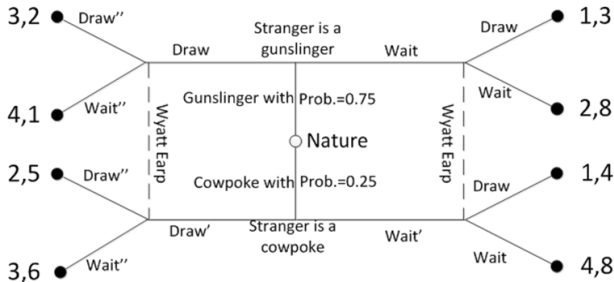 3,2
Draw''
Stranger is a
gunslinger
Draw
1,3
Draw
Wait
4,1
Wait''
Gunslinger with Prob.=0.75
Wait
2,8
Wyatt Earp
Nature
Wyatt Earp
2,5
Draw''
Cowpoke with Prob.=0.25
Draw
1,4
Draw'
Stranger is a
cowpoke
Wait'
3,6
Wait''
Wait
4,8